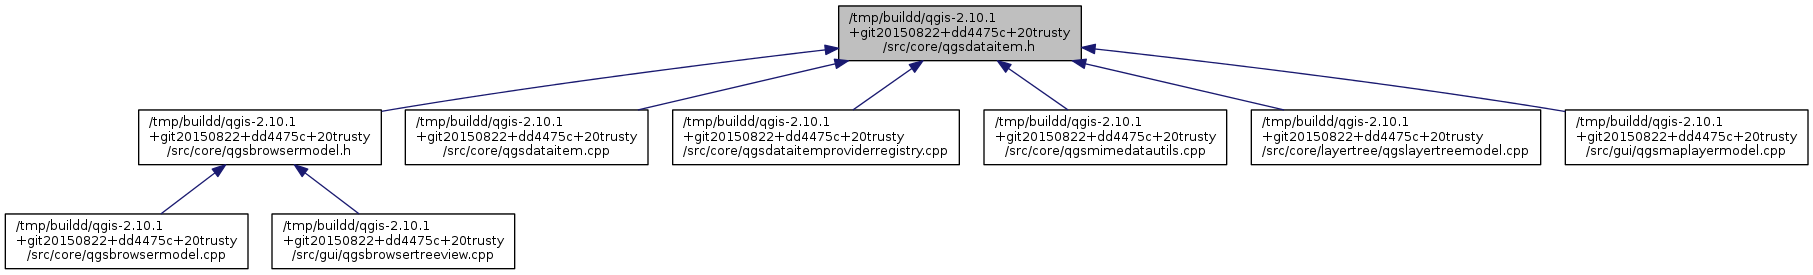 /tmp/buildd/qgis-2.10.1
+git20150822+dd4475c+20trusty
/src/core/qgsdataitem.h
/tmp/buildd/qgis-2.10.1
+git20150822+dd4475c+20trusty
/src/core/qgsbrowsermodel.h
/tmp/buildd/qgis-2.10.1
+git20150822+dd4475c+20trusty
/src/core/qgsdataitem.cpp
/tmp/buildd/qgis-2.10.1
+git20150822+dd4475c+20trusty
/src/core/qgsdataitemproviderregistry.cpp
/tmp/buildd/qgis-2.10.1
+git20150822+dd4475c+20trusty
/src/core/qgsmimedatautils.cpp
/tmp/buildd/qgis-2.10.1
+git20150822+dd4475c+20trusty
/src/core/layertree/qgslayertreemodel.cpp
/tmp/buildd/qgis-2.10.1
+git20150822+dd4475c+20trusty
/src/gui/qgsmaplayermodel.cpp
/tmp/buildd/qgis-2.10.1
+git20150822+dd4475c+20trusty
/src/core/qgsbrowsermodel.cpp
/tmp/buildd/qgis-2.10.1
+git20150822+dd4475c+20trusty
/src/gui/qgsbrowsertreeview.cpp